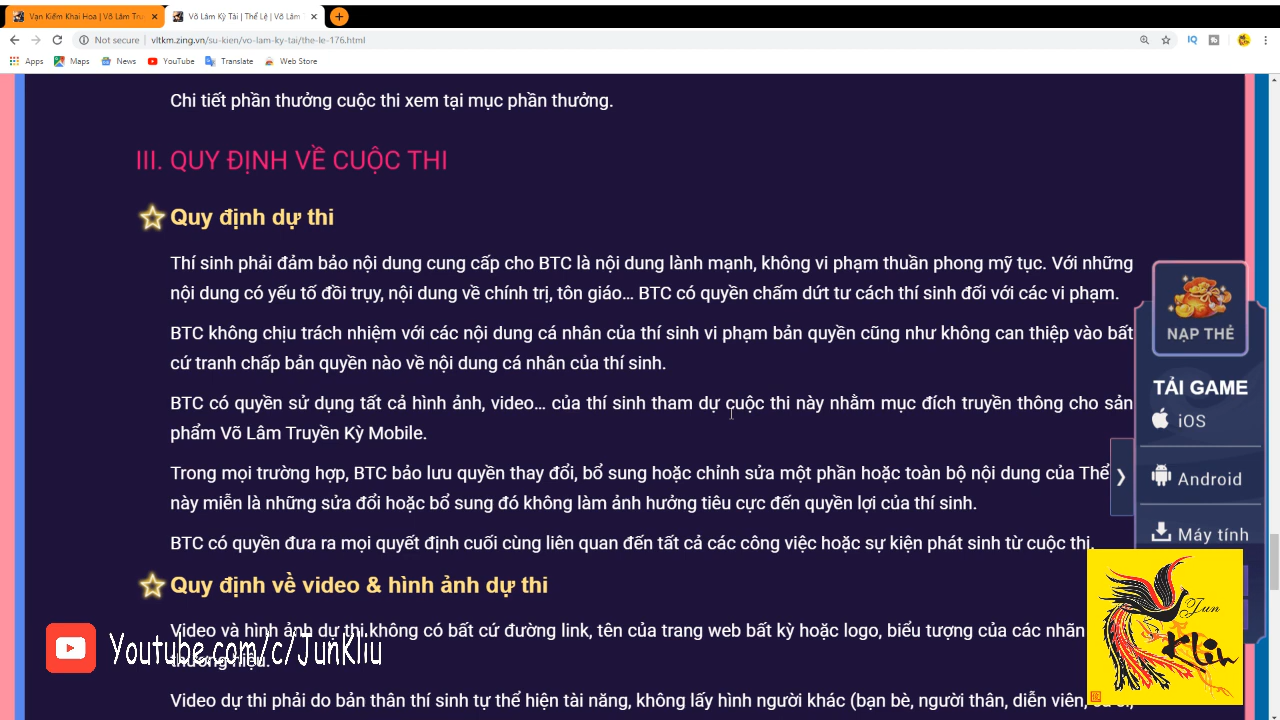 Vạn Kiếm Khai Hoa | Võ Lâm Tru
Võ Lâm Kỳ Tài | Thể Lệ | Võ Lâm
Not secure | vltkm.zing.vn/su-kien/vo-lam-ky-tai/the-le-176.html
Apps Maps News YouTube Translate Web Store
Chi tiết phần thưởng cuộc thi xem tại mục phần thưởng.
III. QUY ĐỊNH VỀ CUỘC THI
Quy định dự thi
Thí sinh phải đảm bảo nội dung cung cấp cho BTC là nội dung lành mạnh, không vi phạm thuần phong mỹ tục. Với những
nội dung có yếu tố đồi trụy, nội dung về chính trị, tôn giáo… BTC có quyền chấm dứt tư cách thí sinh đối với các vi phạm.
BTC không chịu trách nhiệm với các nội dung cá nhân của thí sinh vi phạm bản quyền cũng như không can thiệp vào bất
cứ tranh chấp bản quyền nào về nội dung cá nhân của thí sinh.
BTC có quyền sử dụng tất cả hình ảnh, video… của thí sinh tham dự cuộc thi này nhằm mục đích truyền thông cho sản
phẩm Võ Lâm Truyền Kỳ Mobile.
Trong mọi trường hợp, BTC bảo lưu quyền thay đổi, bổ sung hoặc chỉnh sửa một phần hoặc toàn bộ nội dung của Thể
này miễn là những sửa đổi hoặc bổ sung đó không làm ảnh hưởng tiêu cực đến quyền lợi của thí sinh.
BTC có quyền đưa ra mọi quyết định cuối cùng liên quan đến tất cả các công việc hoặc sự kiện phát sinh từ cuộc thi.
Quy định về video & hình ảnh dự thi
Video và hình ảnh dự thi không có bất cứ đường link, tên của trang web bất kỳ hoặc logo, biểu tượng của các nhãn
thương hiệu.
Video dự thi phải do bản thân thí sinh tự thể hiện tài năng, không lấy hình người khác (bạn bè, người thân, diễn viên,
NẠP THẺ
TẢI GAME
iOS
Android
Máy tính
Youtube.com/c/JunKliu
Jun
Kliu